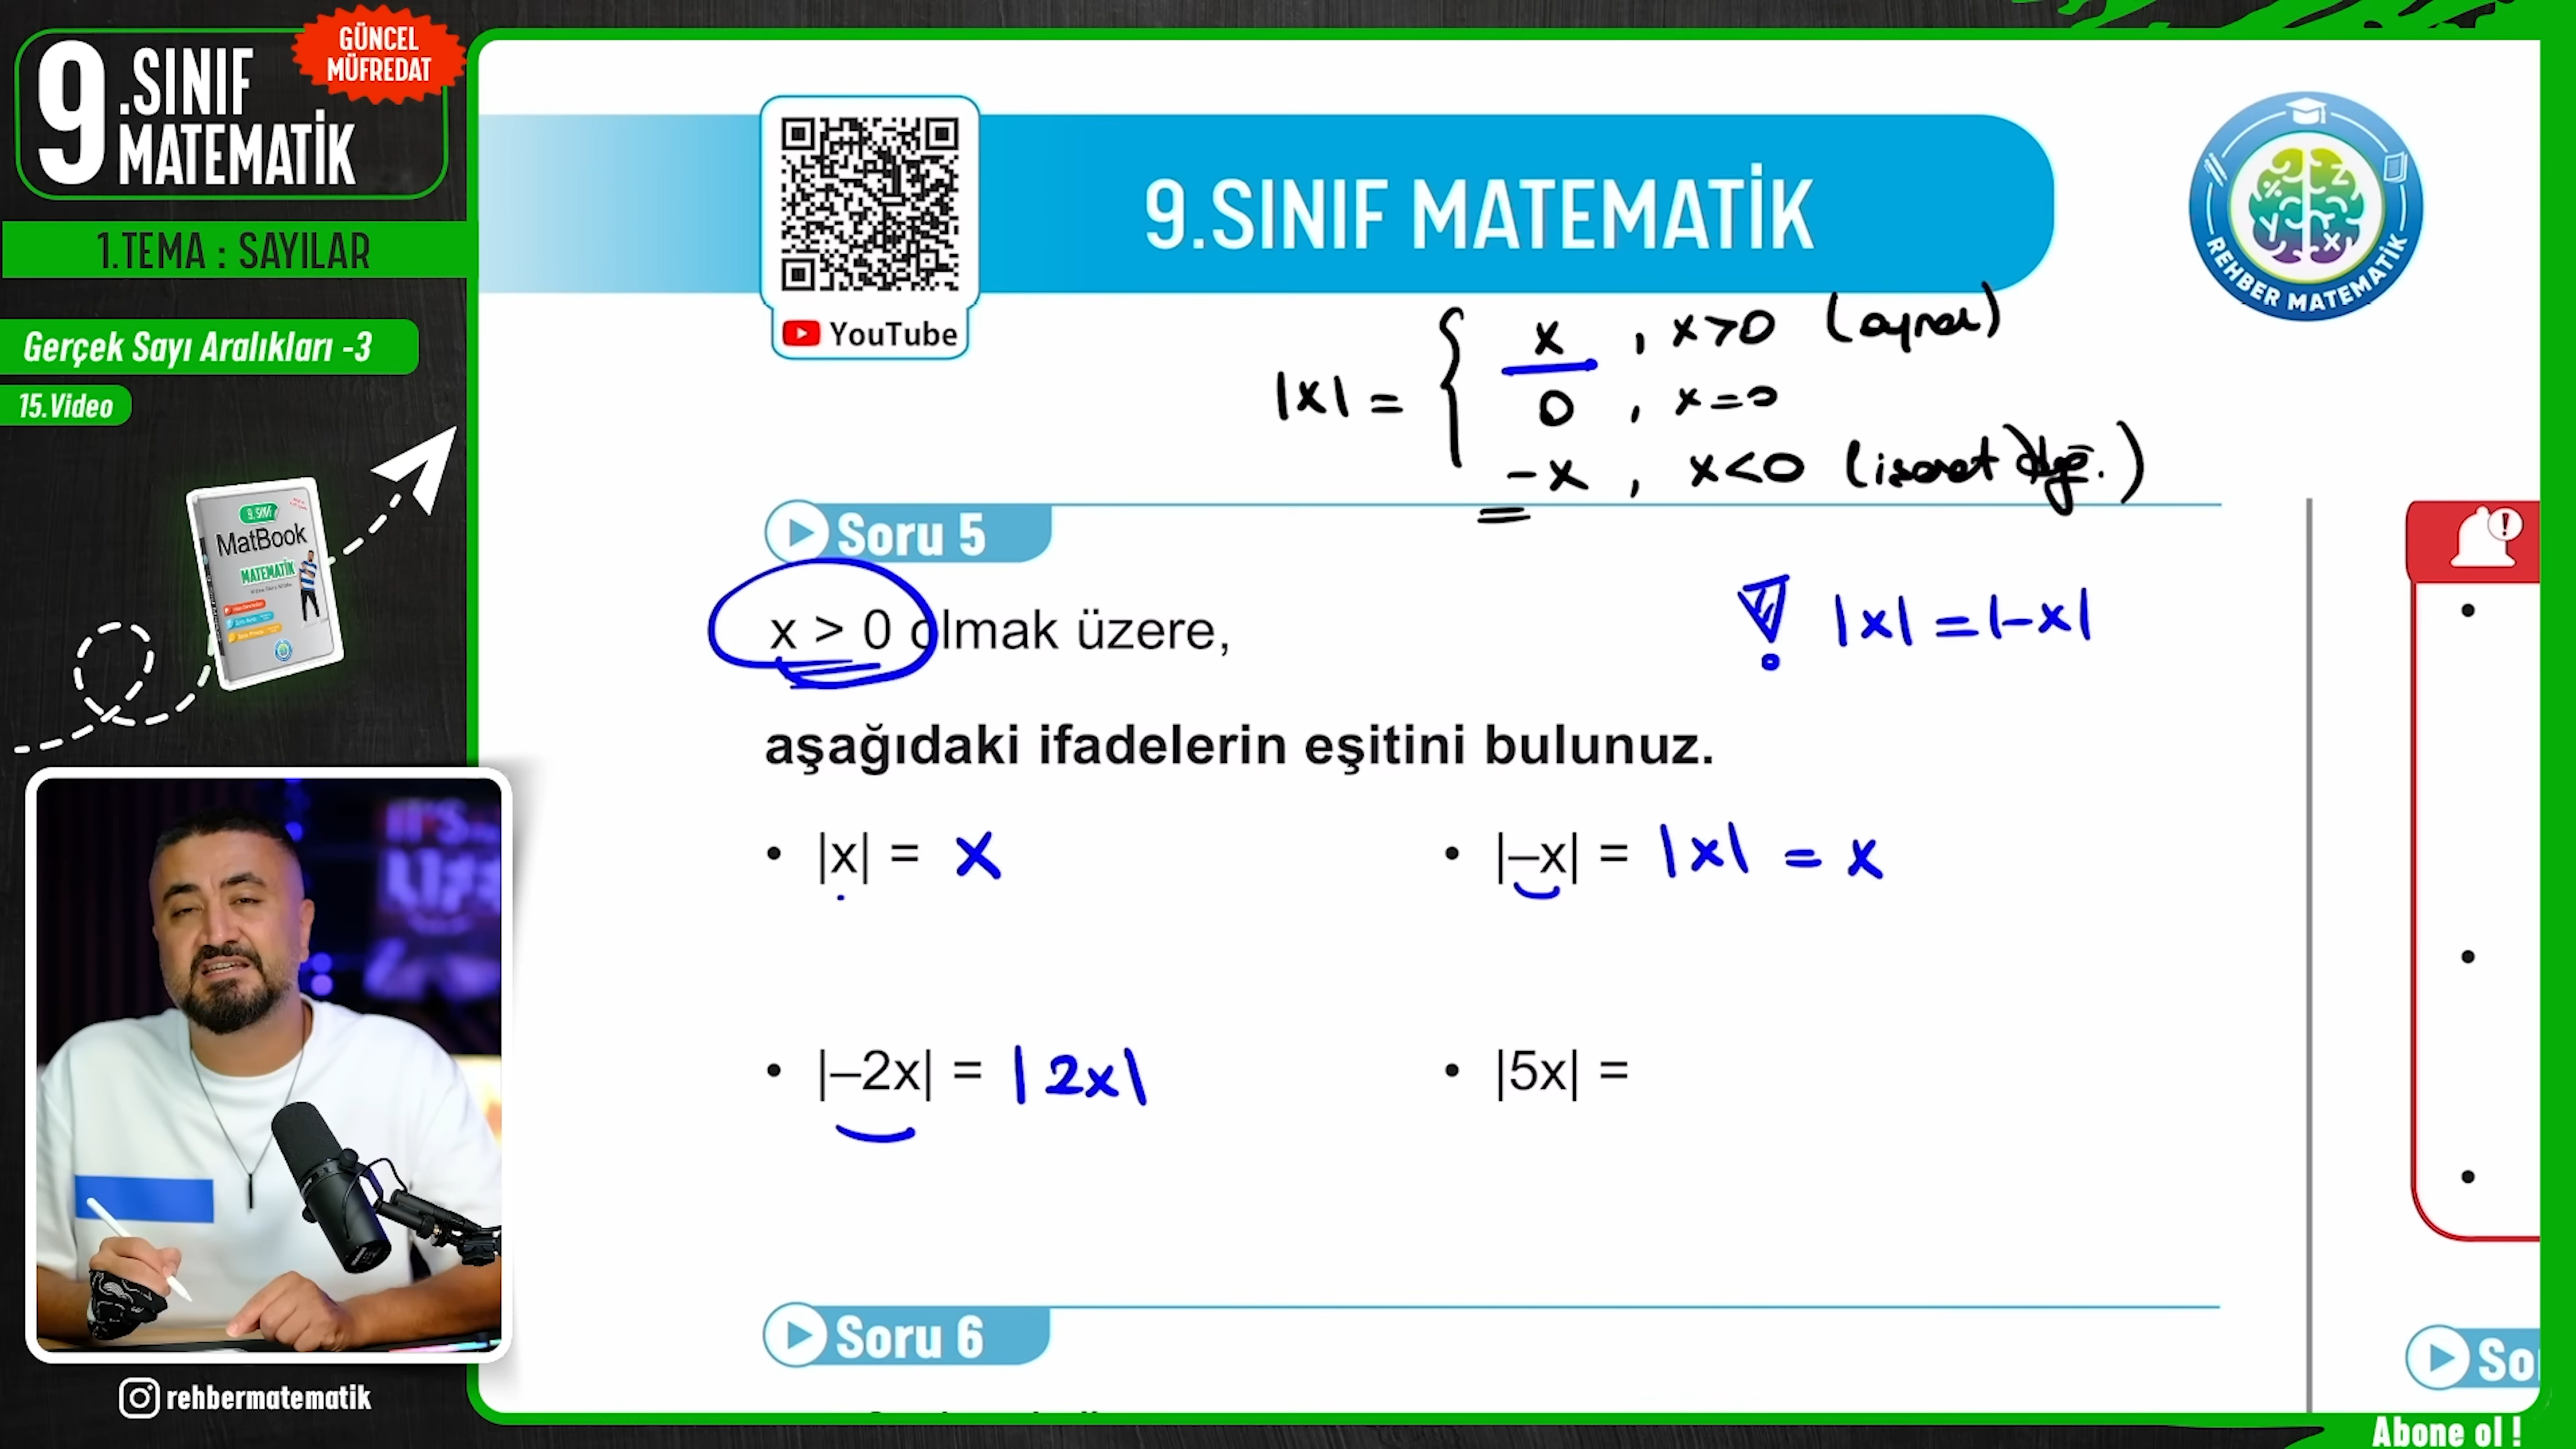 9.SINIF
MATEMATİK
GÜNCEL
MÜFREDAT
1.TEMA : SAYILAR
Gerçek Sayı Aralıkları -3
15.Video
9. SINIF
MatBook
MATEMATİK
rehbermatematik
YouTube
9.SINIF MATEMATİK
REHBER MATEMATİK
|x| = { x , x>0 (aynen)
0 , x=0
-x , x<0 (işaret değ.)
Soru 5
x > 0 olmak üzere,
! |x| = |-x|
aşağıdaki ifadelerin eşitini bulunuz.
• |x| = x
• |–x| = |x| = x
• |–2x| = |2x|
• |5x| =
Soru 6
So
Abone ol !